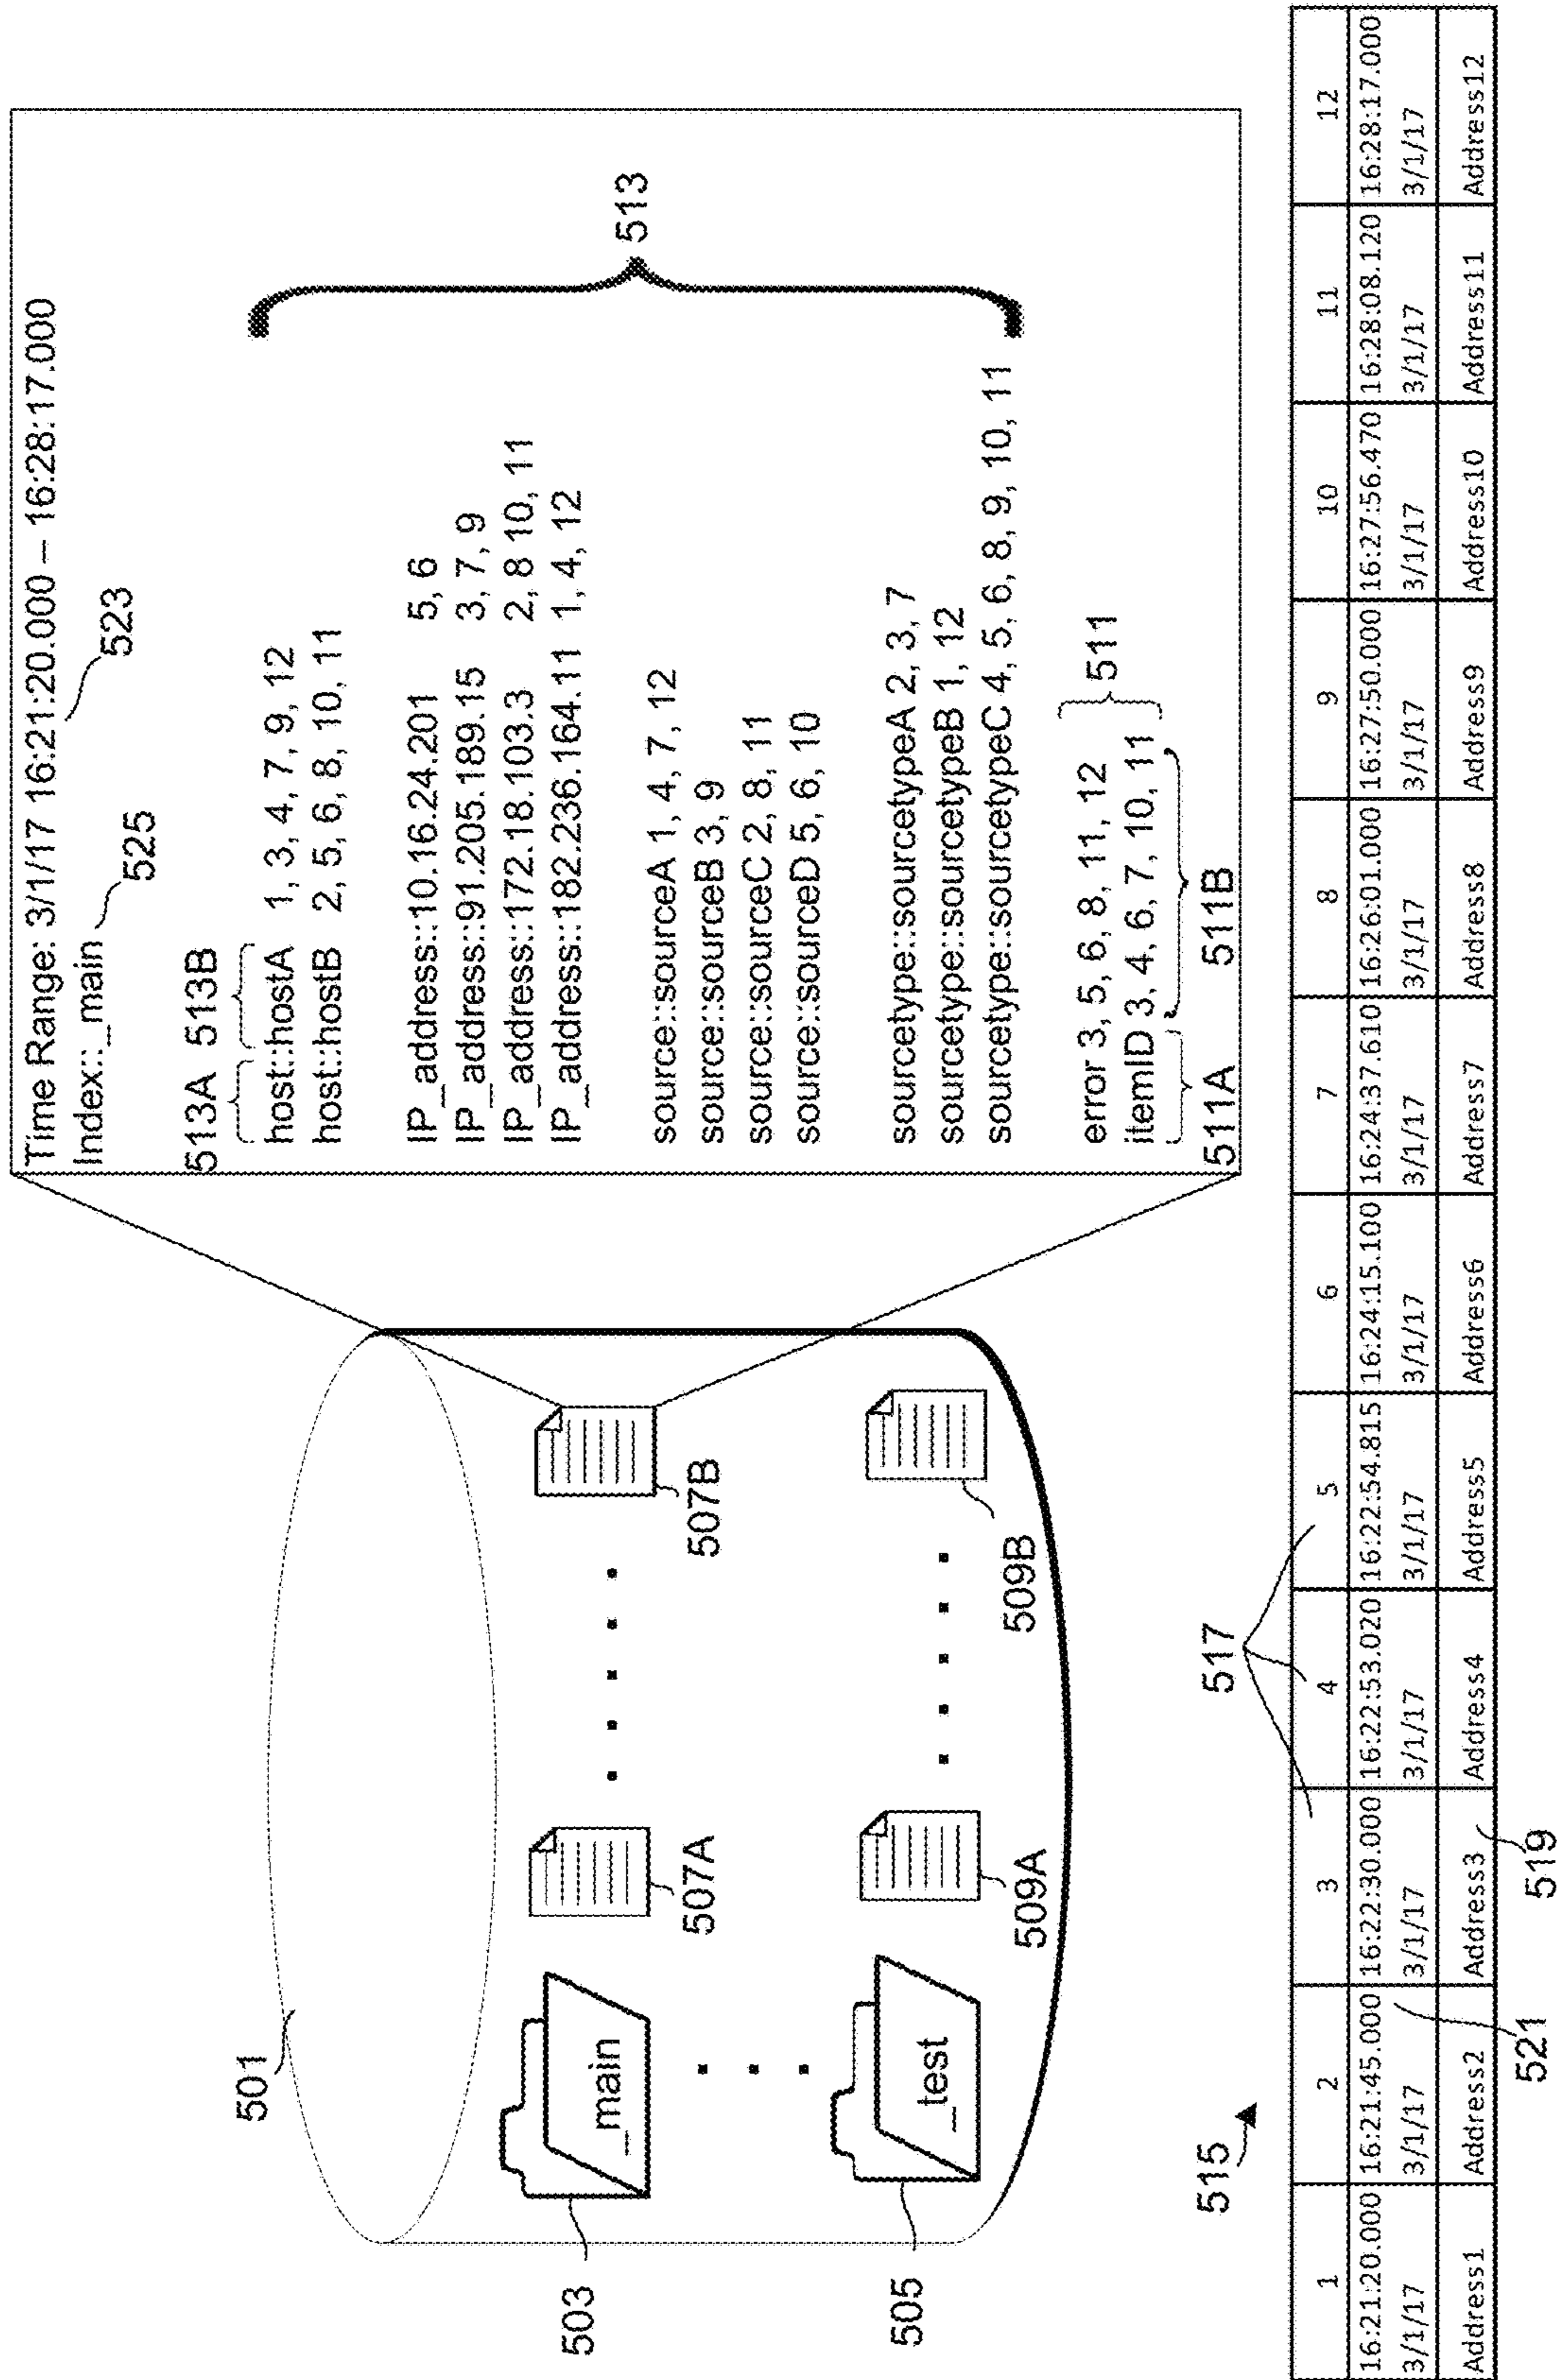 Time Range: 3/1/17 16:21:20.000 – 16:28:17.000
523
Index::_main
525
513A 513B
host::hostA 1, 3, 4, 7, 9, 12
host::hostB 2, 5, 6, 8, 10, 11
IP_address::10.16.24.201 5, 6
IP_address::91.205.189.15 3, 7, 9
IP_address::172.18.103.3 2, 8 10, 11
IP_address::182.236.164.11 1, 4, 12
source::sourceA 1, 4, 7, 12
source::sourceB 3, 9
source::sourceC 2, 8, 11
source::sourceD 5, 6, 10
513
sourcetype::sourcetypeA 2, 3, 7
sourcetype::sourcetypeB 1, 12
sourcetype::sourcetypeC 4, 5, 6, 8, 9, 10, 11
error 3, 5, 6, 8, 11, 12
itemID 3, 4, 6, 7, 10, 11
511
511A 511B
501
503
_main
507A
507B
505
_test
509A
509B
515
517
1 2 3 4 5 6 7 8 9 10 11 12
16:21:20.000 16:21:45.000 16:22:30.000 16:22:53.020 16:22:54.815 16:24:15.100 16:24:37.610 16:26:01.000 16:27:50.000 16:27:56.470 16:28:08.120 16:28:17.000
3/1/17 3/1/17 3/1/17 3/1/17 3/1/17 3/1/17 3/1/17 3/1/17 3/1/17 3/1/17 3/1/17 3/1/17
Address1 Address2 Address3 Address4 Address5 Address6 Address7 Address8 Address9 Address10 Address11 Address12
521
519